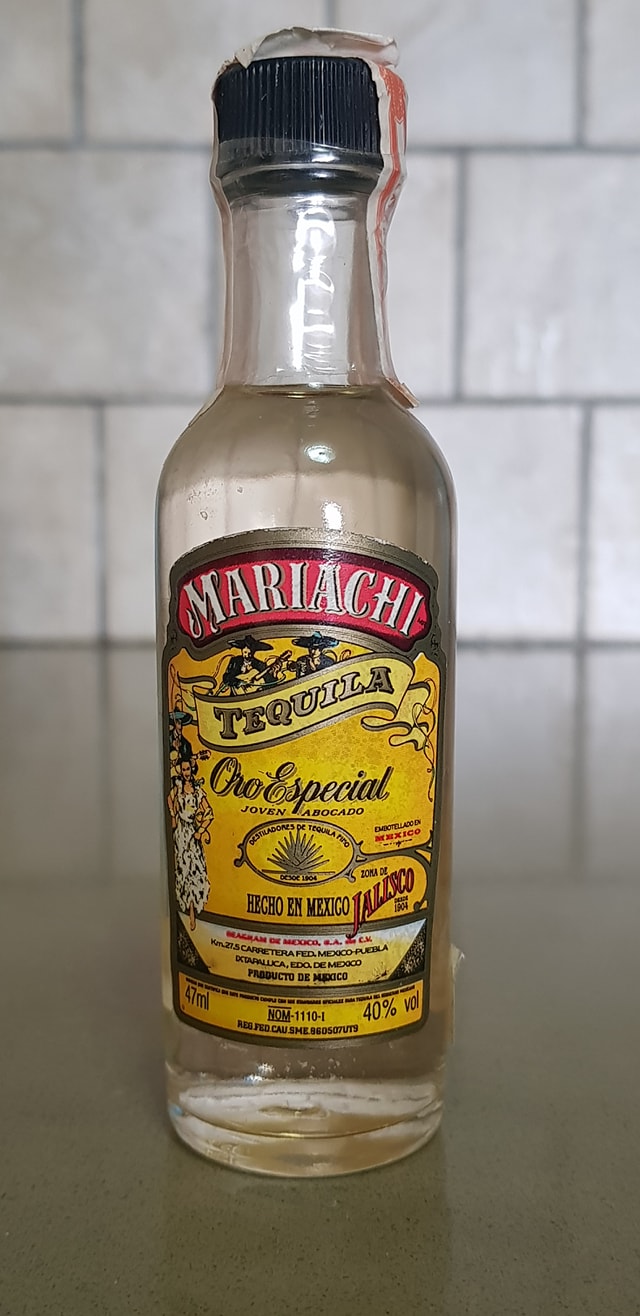 MARIACHI
TEQUILA
Oro Especial
JOVEN ABOCADO
DESTILADORES DE TEQUILA FINO
DESDE 1904
EMBOTELLADO EN
MEXICO
HECHO EN MEXICO
ZONA DE
JALISCO
DESDE
1904
SEAGRAM DE MEXICO, S.A. de C.V.
Km. 27.5 CARRETERA FED. MEXICO-PUEBLA
IXTAPALUCA, EDO. DE MEXICO
PRODUCTO DE MEXICO
47ml
NOM-1110-I
40% vol
REG.FED.CAU.SME.860507UT9